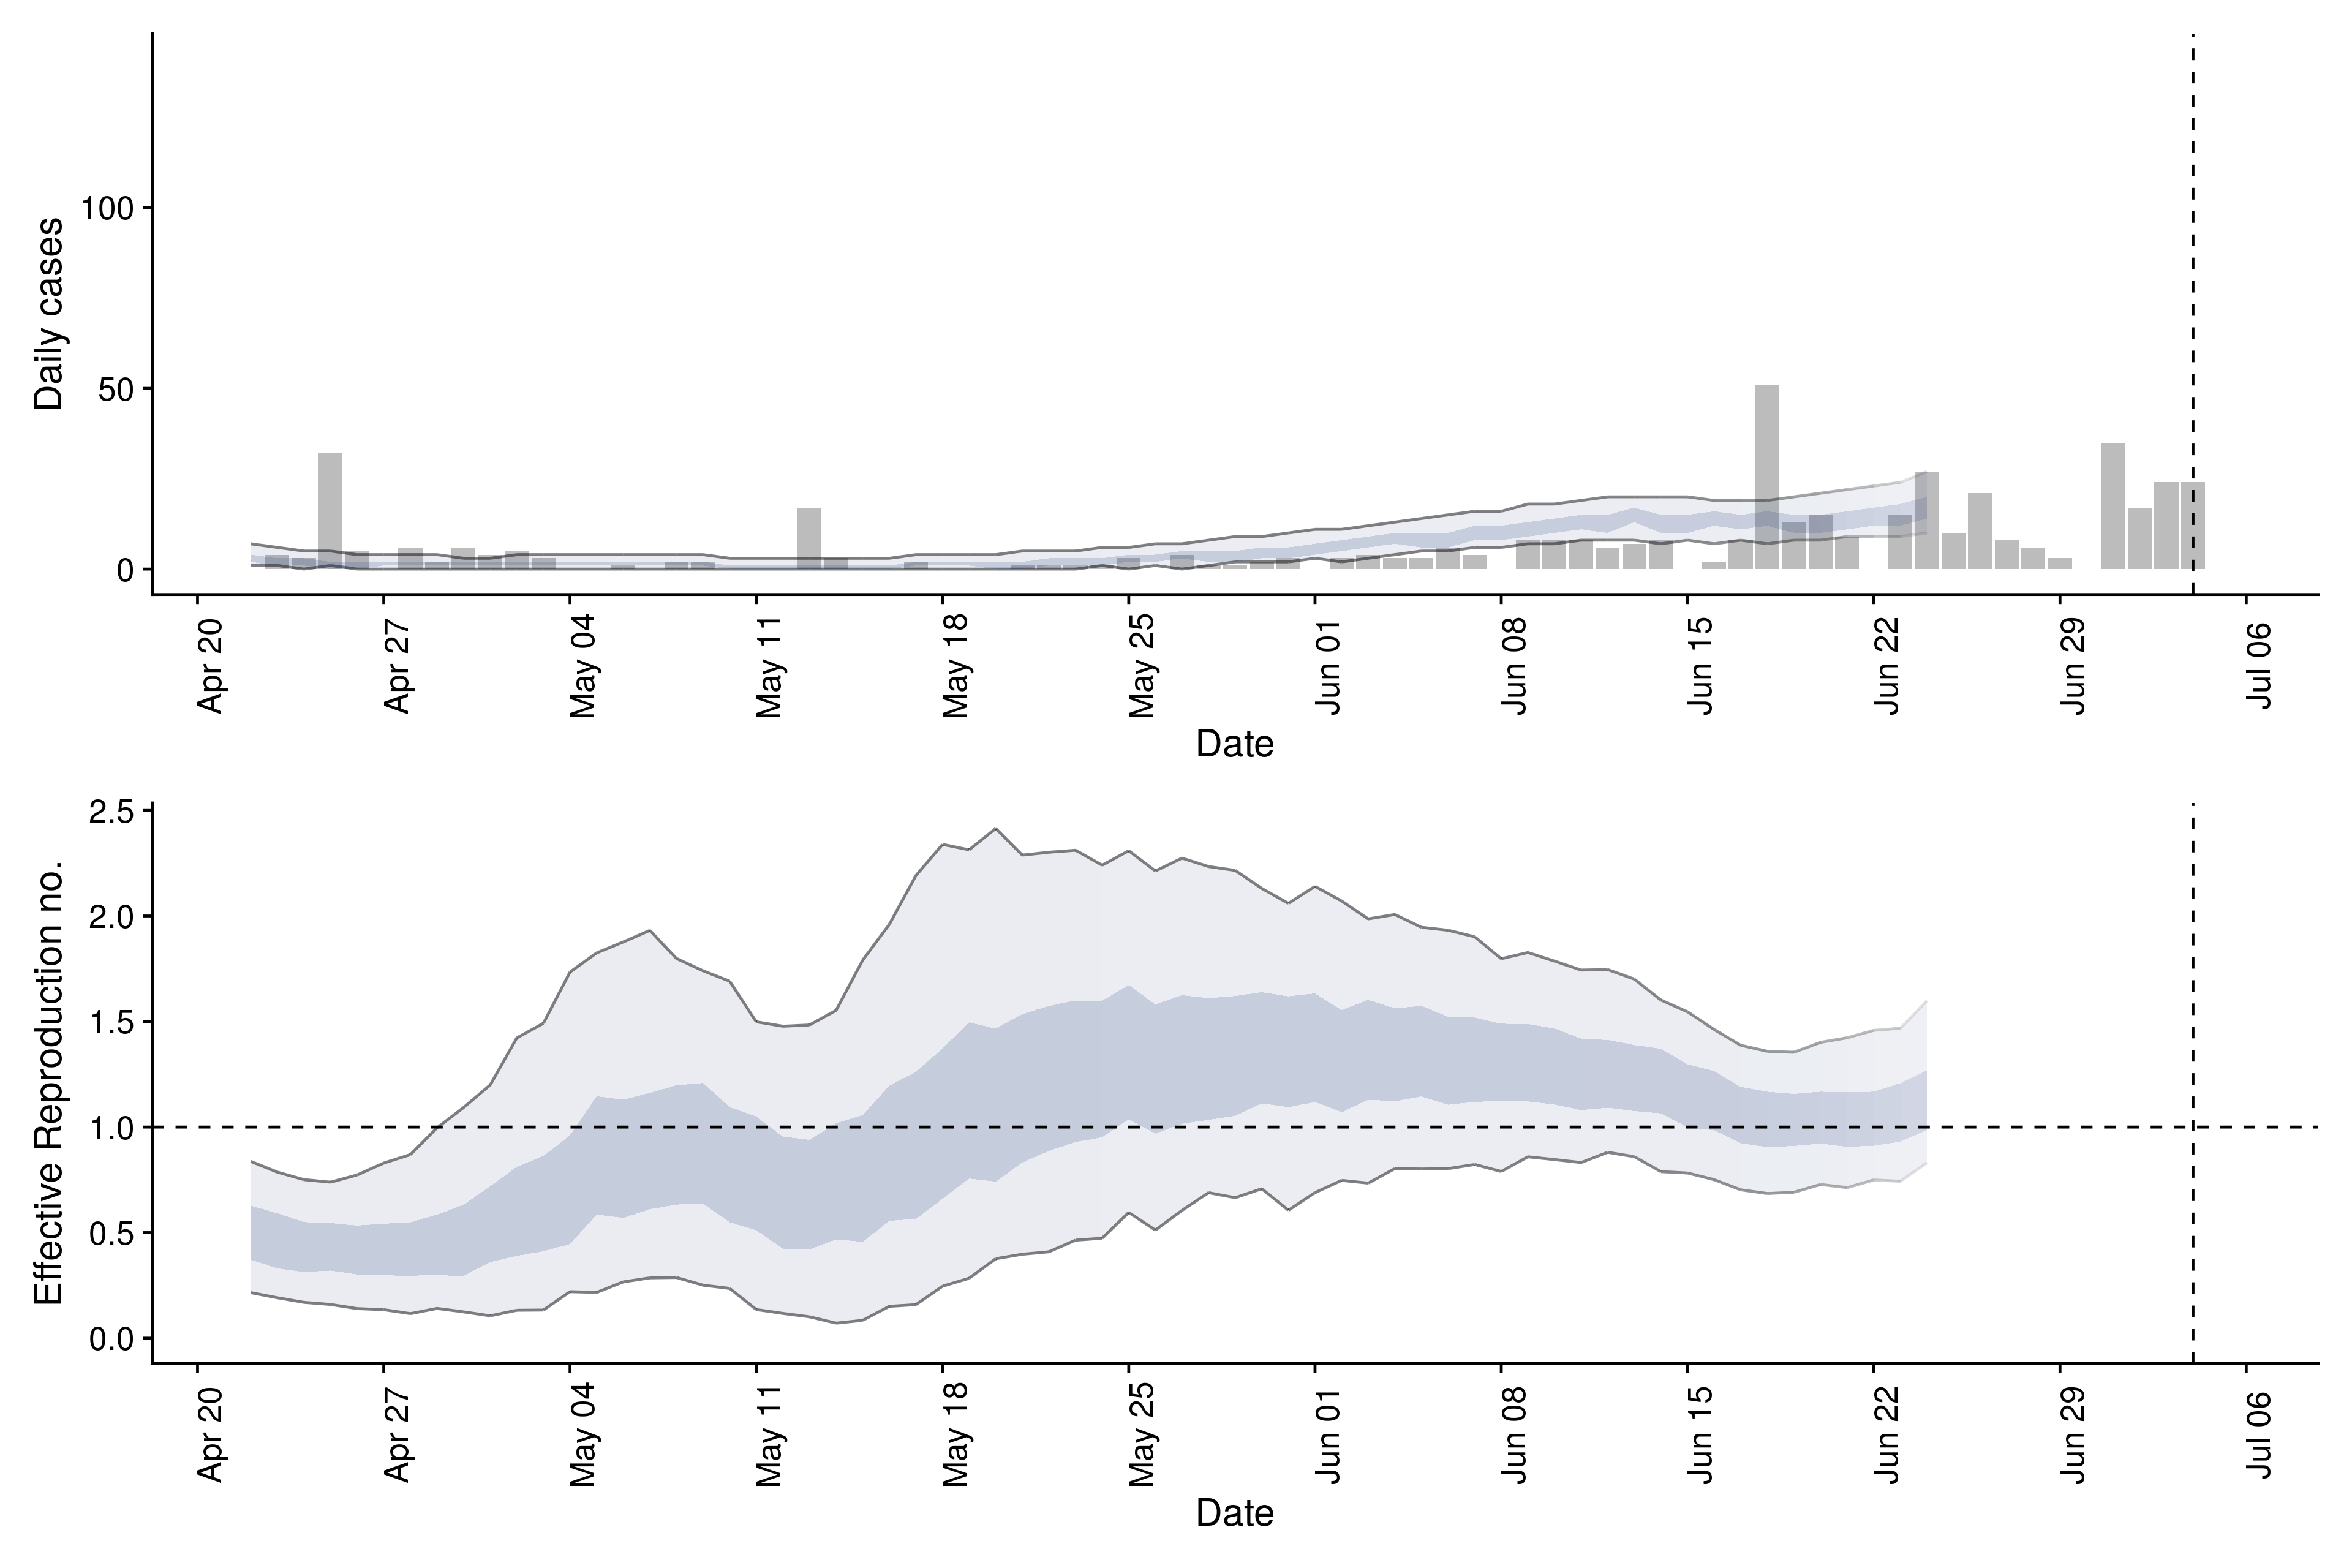 Daily cases
100
50
0
Apr 20
Apr 27
May 04
May 11
May 18
May 25
Jun 01
Jun 08
Jun 15
Jun 22
Jun 29
Jul 06
Date
Effective Reproduction no.
2.5
2.0
1.5
1.0
0.5
0.0
Apr 20
Apr 27
May 04
May 11
May 18
May 25
Jun 01
Jun 08
Jun 15
Jun 22
Jun 29
Jul 06
Date